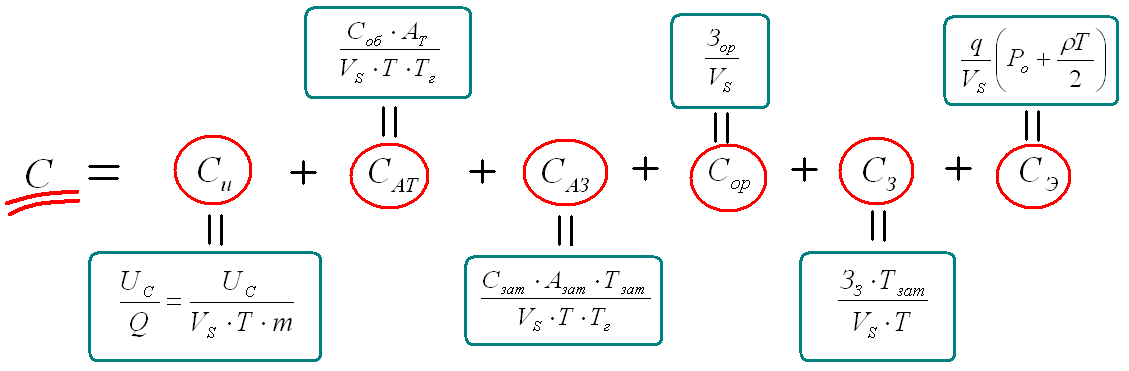 C_об · A_T / V_S · T · T_г
З_ор / V_S
q / V_S (P_o + ρT / 2)
C = C_и + C_АТ + C_АЗ + C_ор + C_З + C_Э
U_C / Q = U_C / V_S · T · m
C_зат · A_зат · T_зат / V_S · T · T_г
З_З · T_зат / V_S · T